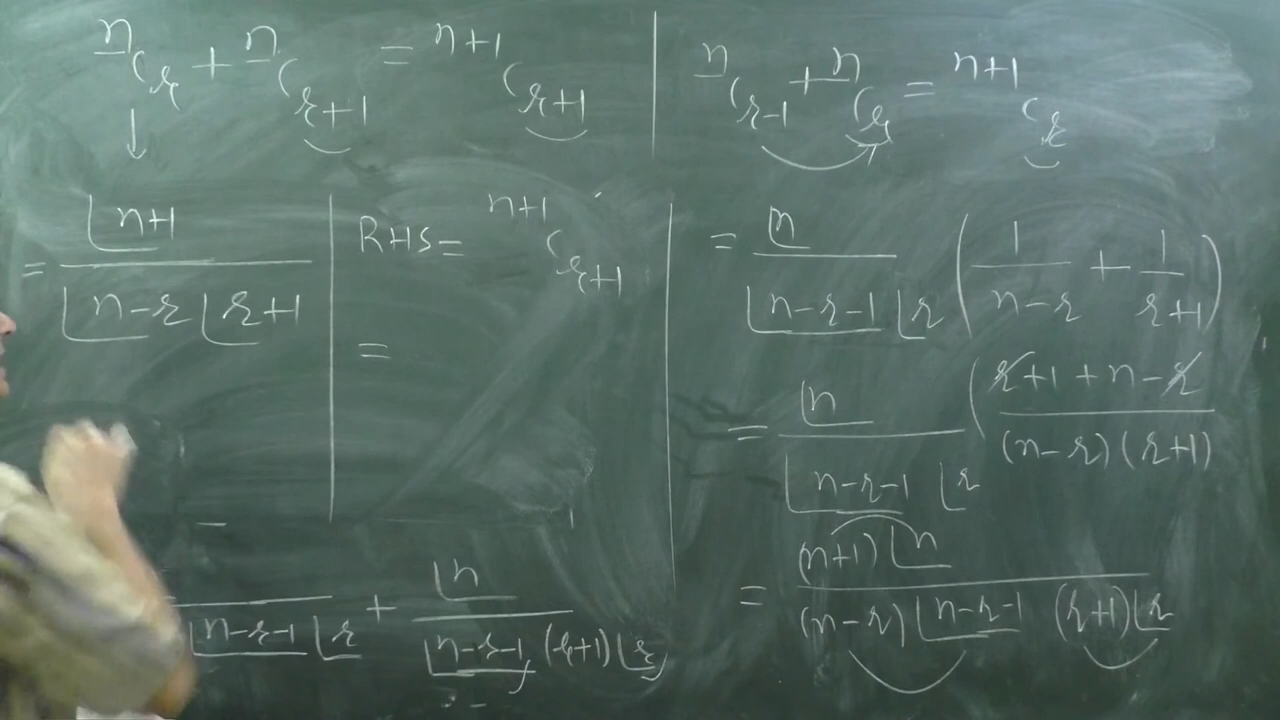 ⁿC_r + ⁿC_{r+1} = ⁿ⁺¹C_{r+1}
ⁿC_{r-1} + ⁿC_r = ⁿ⁺¹C_r
= ⌊n+1 / ⌊n-r ⌊r+1
RHS = ⁿ⁺¹C_{r+1}
=
⌊n-r-1 ⌊r + ⌊n / ⌊n-r-1 (r+1) ⌊r
= ⌊n / ⌊n-r-1 ⌊r ( 1 / n-r + 1 / r+1 )
= ⌊n / ⌊n-r-1 ⌊r ( r+1+n-r / (n-r)(r+1)
= (n+1) ⌊n / (n-r) ⌊n-r-1 (r+1) ⌊r